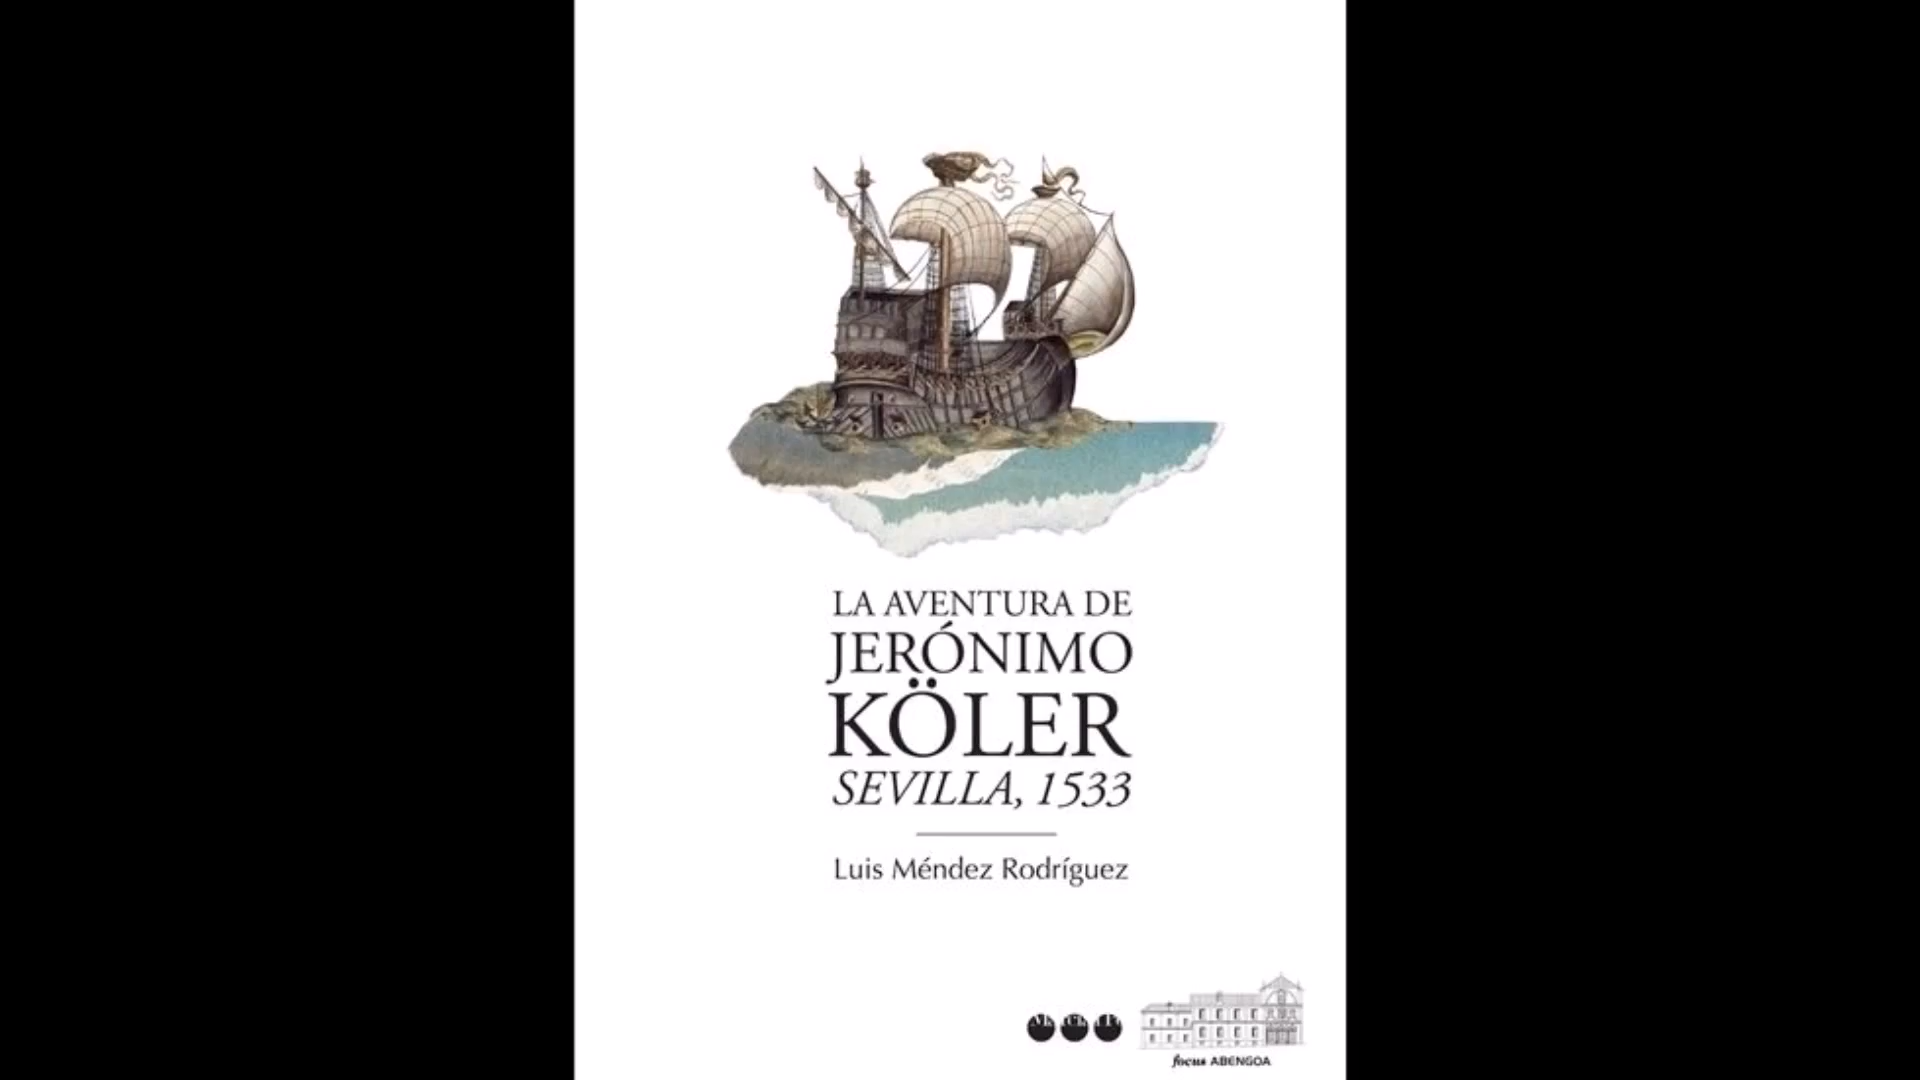 LA AVENTURA DE
JERÓNIMO
KÖLER
SEVILLA, 1533
Luis Méndez Rodríguez
focus ABENGOA